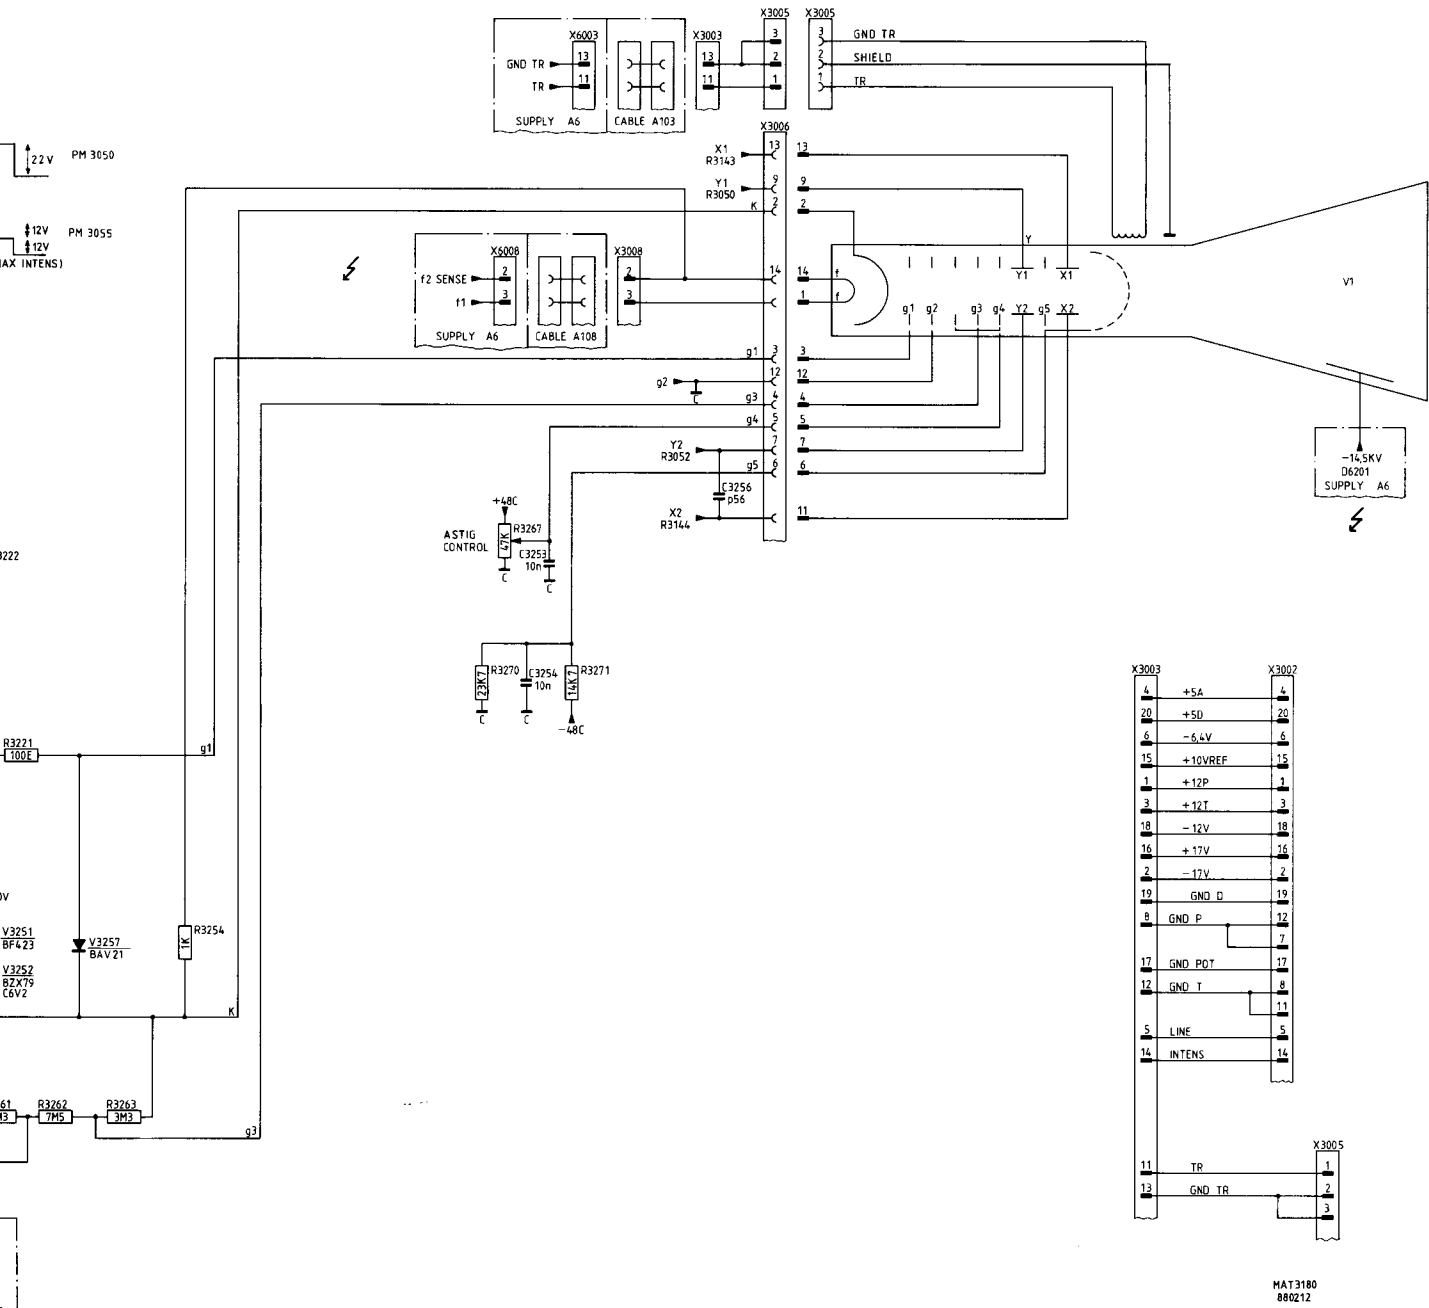 X3005 X3005
X6003 X3003
3 3 GND TR
GND TR 13 13 2 2 SHIELD
TR 11 11 1 1 TR
SUPPLY A6 CABLE A103
X3006
22V PM 3050
X1 R3143 13 13
Y1 R3050 9 9
K 2 2
12V PM 3055
12V
AX INTENS)
X6008 X3008
f2 SENSE 2 2 14 14 f
f1 3 3 1 f
SUPPLY A6 CABLE A108
Y Y1 X1
V1
g1 g2 g3 g4 Y2 g5 X2
g1 3 3
g2 12 12
C
g3 4 4
g4 5 5
Y2 R3052 7 7
g5 6 6
C3256
p56
X2 R3144 11
-14,5KV
D6201
SUPPLY A6
+48C
ASTIG
CONTROL
R3267
47K
C3253
10n
C C
3222
R3270 23K7
C3254
10n
R3271 14K7
C C
-48C
X3003 X3002
4 +5A 4
20 +5D 20
6 -6,4V 6
15 +10VREF 15
1 +12P 1
3 +12T 3
18 -12V 18
16 +17V 16
2 -17V 2
19 GND D 19
8 GND P 12
7
17 GND POT 17
12 GND T 8
11
5 LINE 5
14 INTENS 14
R3221
100E
g1
0V
V3251
BF423
V3252
BZX79
C6V2
V3257
BAV21
R3254
1K
K
61 R3262 R3263
M3 7M5 3M3
g3
X3005
11 TR 1
13 GND TR 2
3
MAT3180
880212